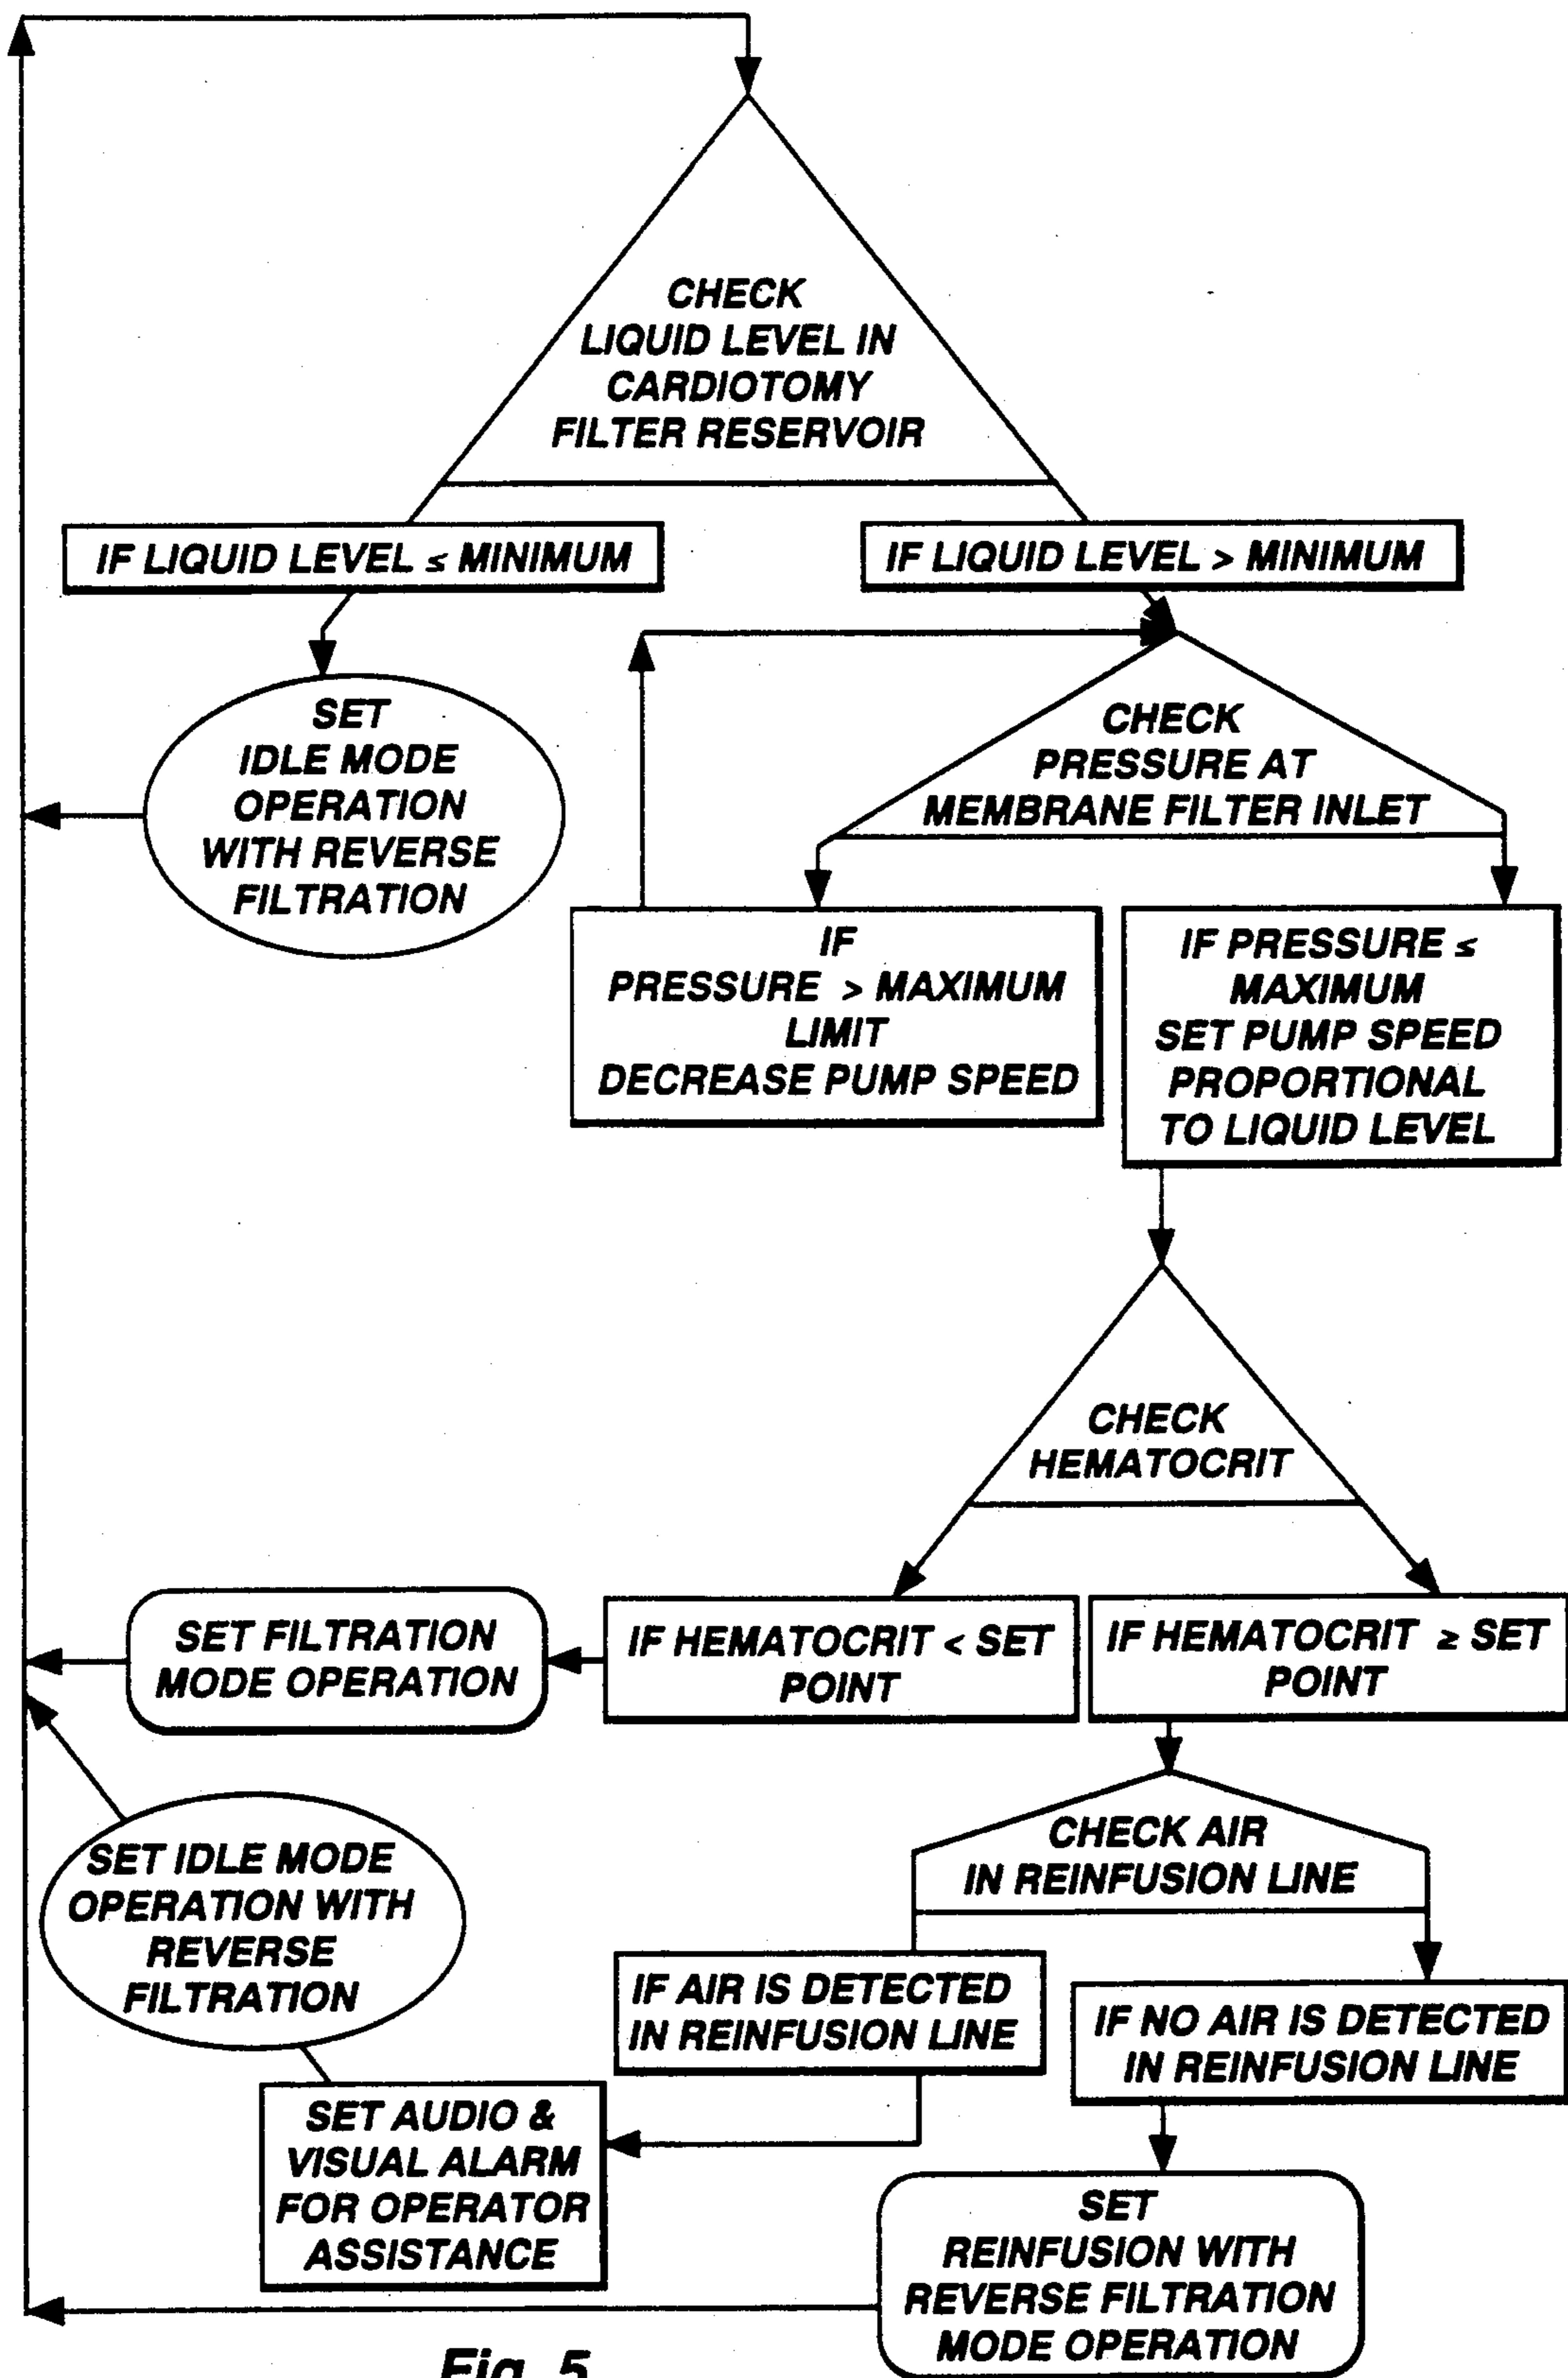 CHECK
LIQUID LEVEL IN
CARDIOTOMY
FILTER RESERVOIR
IF LIQUID LEVEL ≤ MINIMUM
IF LIQUID LEVEL > MINIMUM
SET
IDLE MODE
OPERATION
WITH REVERSE
FILTRATION
CHECK
PRESSURE AT
MEMBRANE FILTER INLET
IF
PRESSURE > MAXIMUM
LIMIT
DECREASE PUMP SPEED
IF PRESSURE ≤
MAXIMUM
SET PUMP SPEED
PROPORTIONAL
TO LIQUID LEVEL
CHECK
HEMATOCRIT
SET FILTRATION
MODE OPERATION
IF HEMATOCRIT < SET
POINT
IF HEMATOCRIT ≥ SET
POINT
CHECK AIR
IN REINFUSION LINE
SET IDLE MODE
OPERATION WITH
REVERSE
FILTRATION
IF AIR IS DETECTED
IN REINFUSION LINE
IF NO AIR IS DETECTED
IN REINFUSION LINE
SET AUDIO &
VISUAL ALARM
FOR OPERATOR
ASSISTANCE
SET
REINFUSION WITH
REVERSE FILTRATION
MODE OPERATION
Fig. 5